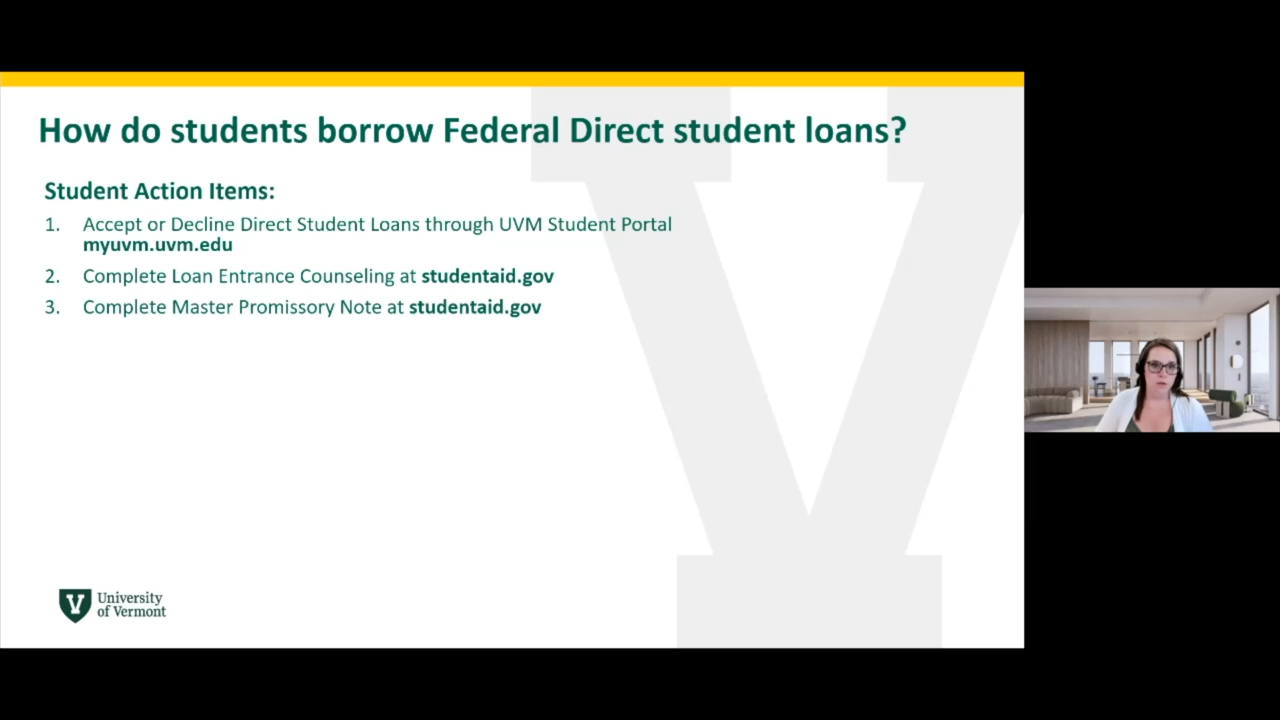 How do students borrow Federal Direct student loans?
Student Action Items:
1. Accept or Decline Direct Student Loans through UVM Student Portal
myuvm.uvm.edu
2. Complete Loan Entrance Counseling at studentaid.gov
3. Complete Master Promissory Note at studentaid.gov
V University
of Vermont